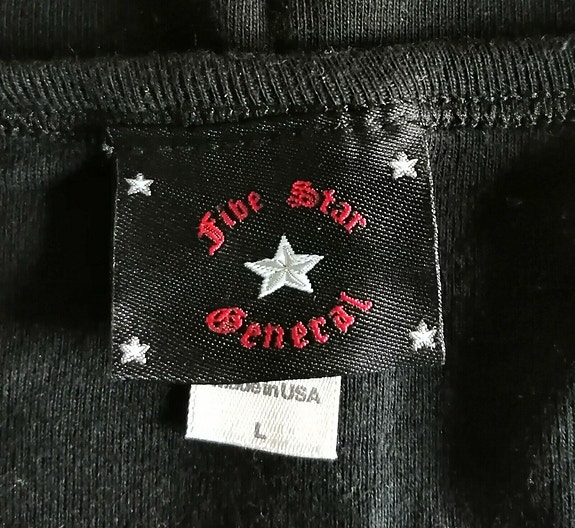 Five Star
General
Made in USA
L